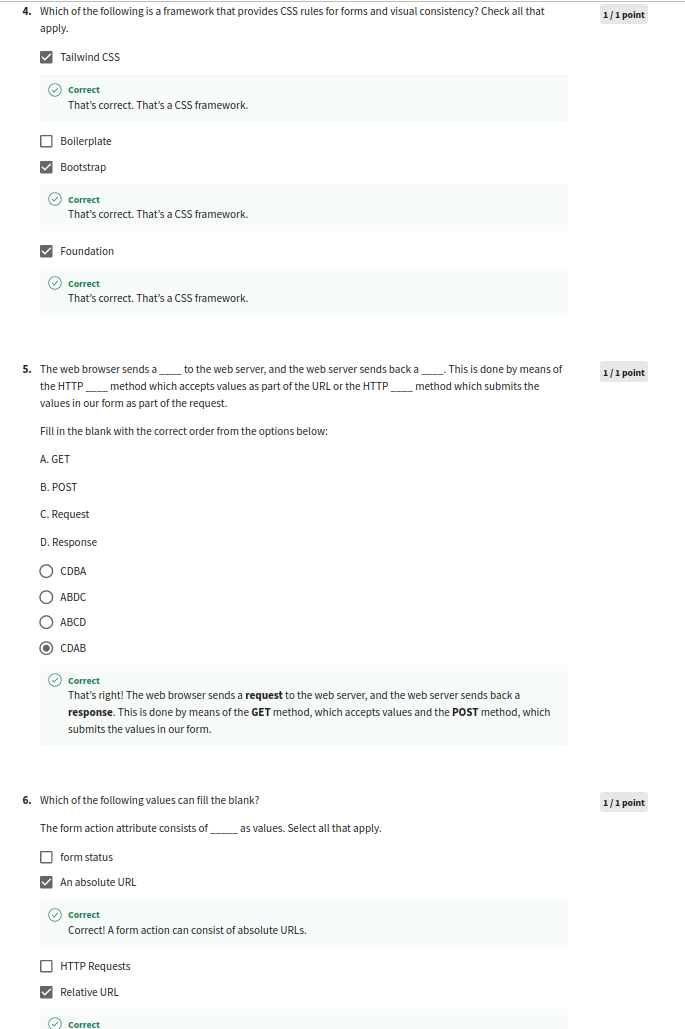 4. Which of the following is a framework that provides CSS rules for forms and visual consistency? Check all that
1 / 1 point
apply.
Tailwind CSS
Correct
That's correct. That's a CSS framework.
Boilerplate
Bootstrap
Correct
That's correct. That's a CSS framework.
Foundation
Correct
That's correct. That's a CSS framework.
5. The web browser sends a ____ to the web server, and the web server sends back a ____. This is done by means of
1 / 1 point
the HTTP ____ method which accepts values as part of the URL or the HTTP ____ method which submits the
values in our form as part of the request.
Fill in the blank with the correct order from the options below:
A. GET
B. POST
C. Request
D. Response
CDBA
ABDC
ABCD
CDAB
Correct
That's right! The web browser sends a request to the web server, and the web server sends back a
response. This is done by means of the GET method, which accepts values and the POST method, which
submits the values in our form.
6. Which of the following values can fill the blank?
1 / 1 point
The form action attribute consists of _____ as values. Select all that apply.
form status
An absolute URL
Correct
Correct! A form action can consist of absolute URLs.
HTTP Requests
Relative URL
Correct